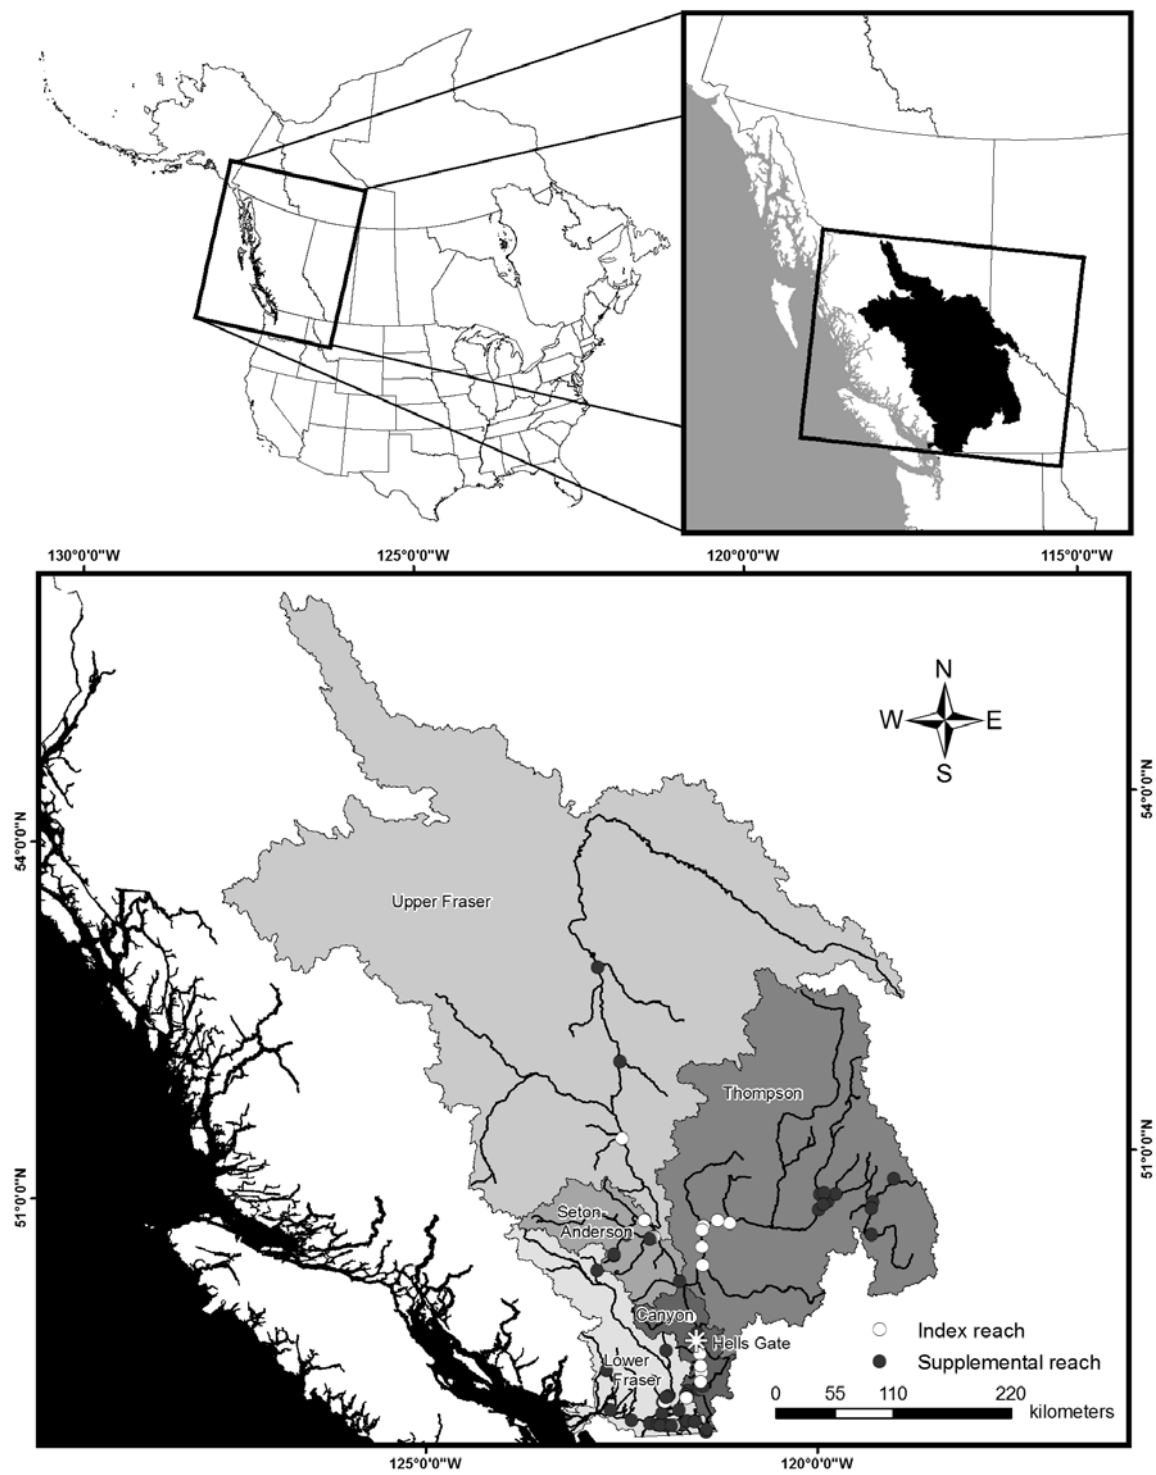 130°0'0"W 125°0'0"W 120°0'0"W 115°0'0"W
N
W E
S
54°0'0"N
54°0'0"N
Upper Fraser
Thompson
51°0'0"N
51°0'0"N
Seton-
Anderson
Canyon
Hells Gate
Lower
Fraser
Index reach
Supplemental reach
0 55 110 220
kilometers
125°0'0"W 120°0'0"W